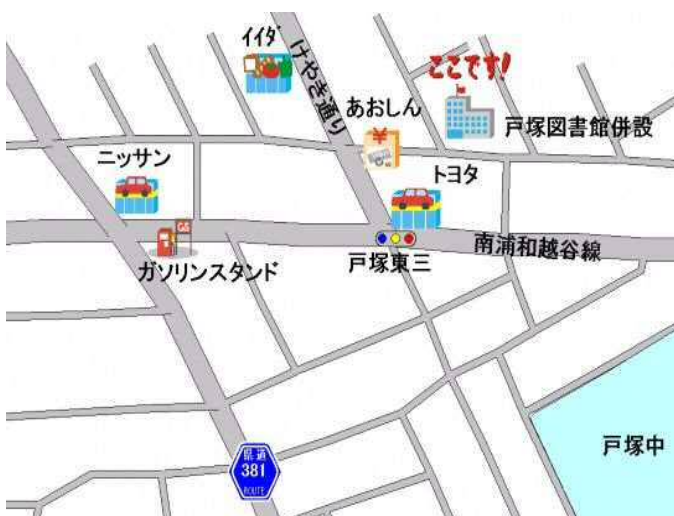 イイダ
けやき通り
ここです!
あおしん
戸塚図書館併設
ニッサン
トヨタ
GS
ガソリンスタンド
戸塚東三
南浦和越谷線
戸塚中
県道
381
ROUTE